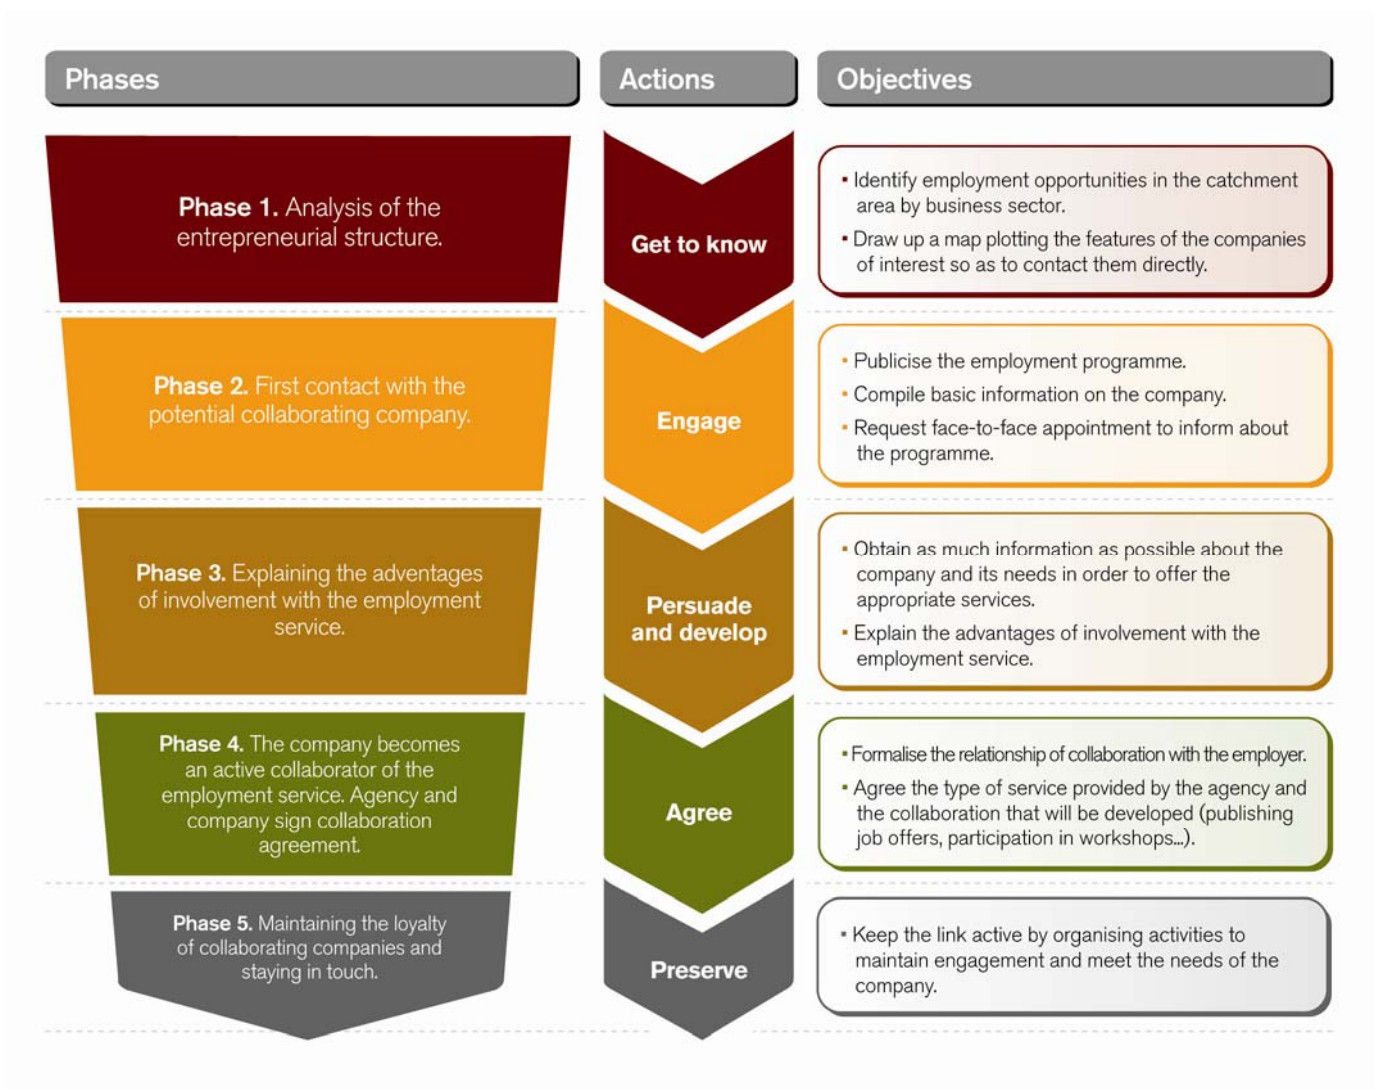 Phases
Actions
Objectives
Phase 1. Analysis of the
entrepreneurial structure.
Get to know
▪ Identify employment opportunities in the catchment
area by business sector.
▪ Draw up a map plotting the features of the companies
of interest so as to contact them directly.
Phase 2. First contact with the
potential collaborating company.
Engage
▪ Publicise the employment programme.
▪ Compile basic information on the company.
▪ Request face-to-face appointment to inform about
the programme.
Phase 3. Explaining the adventages
of involvement with the employment
service.
Persuade
and develop
▪ Obtain as much information as possible about the
company and its needs in order to offer the
appropriate services.
▪ Explain the advantages of involvement with the
employment service.
Phase 4. The company becomes
an active collaborator of the
employment service. Agency and
company sign collaboration
agreement.
Agree
▪ Formalise the relationship of collaboration with the employer.
▪ Agree the type of service provided by the agency and
the collaboration that will be developed (publishing
job offers, participation in workshops...).
Phase 5. Maintaining the loyalty
of collaborating companies and
staying in touch.
Preserve
▪ Keep the link active by organising activities to
maintain engagement and meet the needs of the
company.